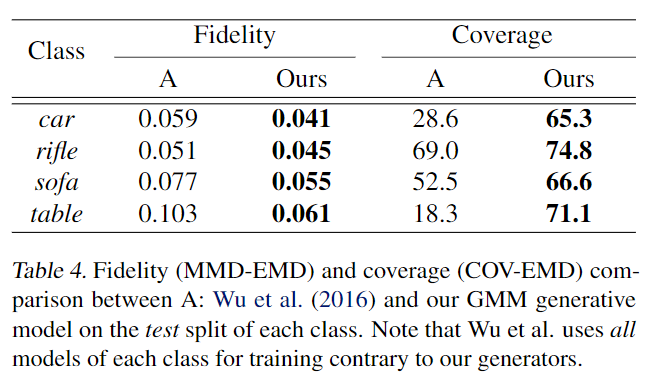 Class Fidelity Coverage
A Ours A Ours
car 0.059 0.041 28.6 65.3
rifle 0.051 0.045 69.0 74.8
sofa 0.077 0.055 52.5 66.6
table 0.103 0.061 18.3 71.1
Table 4. Fidelity (MMD-EMD) and coverage (COV-EMD) com-
parison between A: Wu et al. (2016) and our GMM generative
model on the test split of each class. Note that Wu et al. uses all
models of each class for training contrary to our generators.